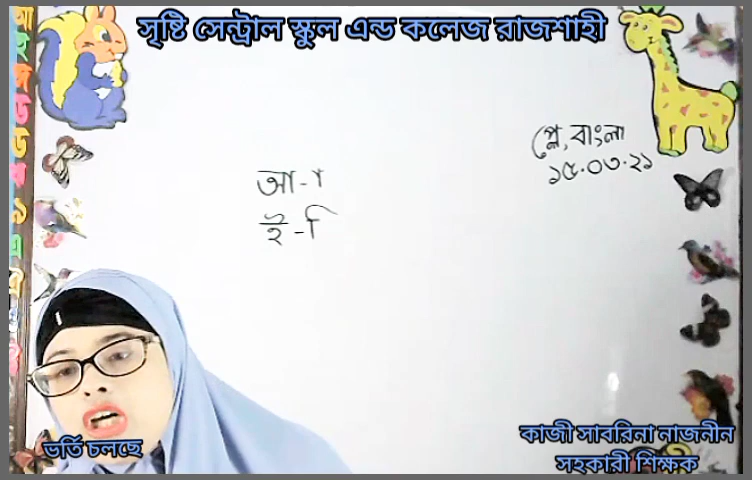 সৃষ্টি সেন্ট্রাল স্কুল এন্ড কলেজ রাজশাহী
প্লে, বাংলা
১৫.০৩.২১
আ - া
ই - ি
ভর্তি চলছে
কাজী সাবরিনা নাজনীন
সহকারী শিক্ষক